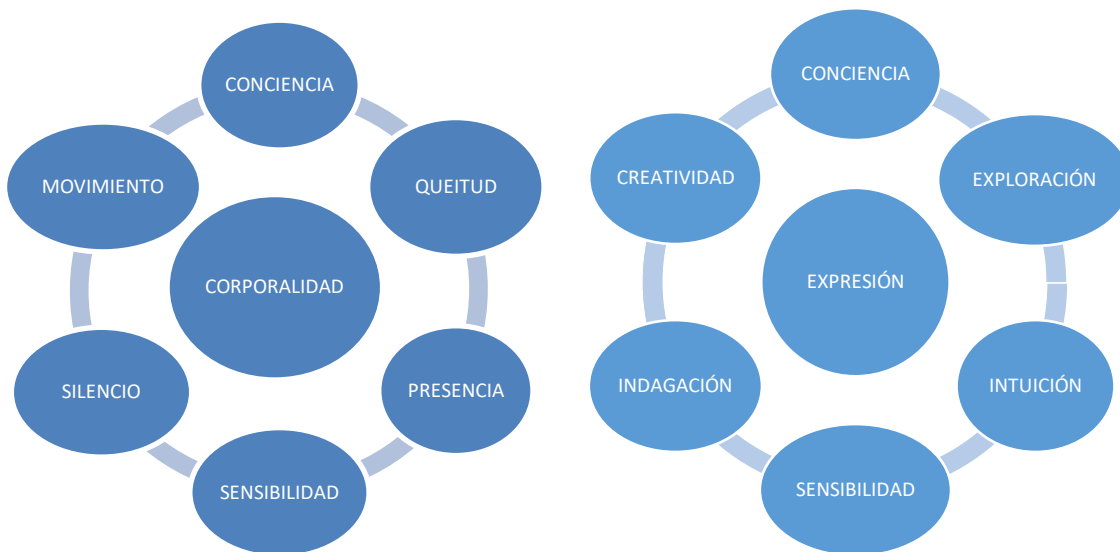 CONCIENCIA
MOVIMIENTO
QUEITUD
CORPORALIDAD
SILENCIO
PRESENCIA
SENSIBILIDAD
CONCIENCIA
CREATIVIDAD
EXPLORACIÓN
EXPRESIÓN
INDAGACIÓN
INTUICIÓN
SENSIBILIDAD